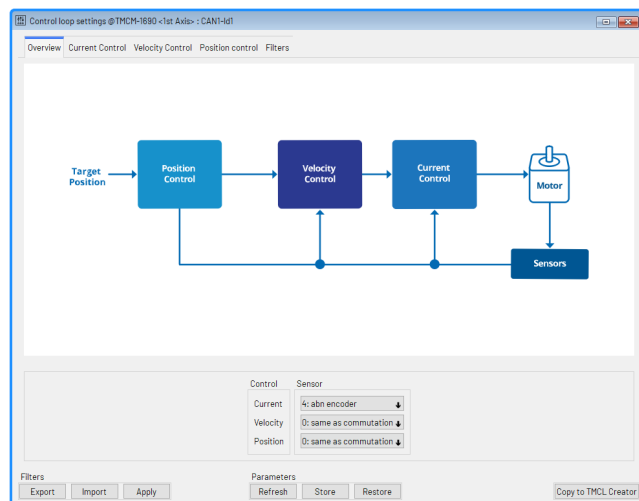 Control loop settings @TMCM-1690 <1st Axis> : CAN1-Id1
Overview Current Control Velocity Control Position control Filters
Target
Position
Position
Control
Velocity
Control
Current
Control
Motor
Sensors
Control Sensor
Current 4: abn encoder
Velocity 0: same as commutation
Position 0: same as commutation
Filters Parameters
Export Import Apply Refresh Store Restore Copy to TMCL Creator